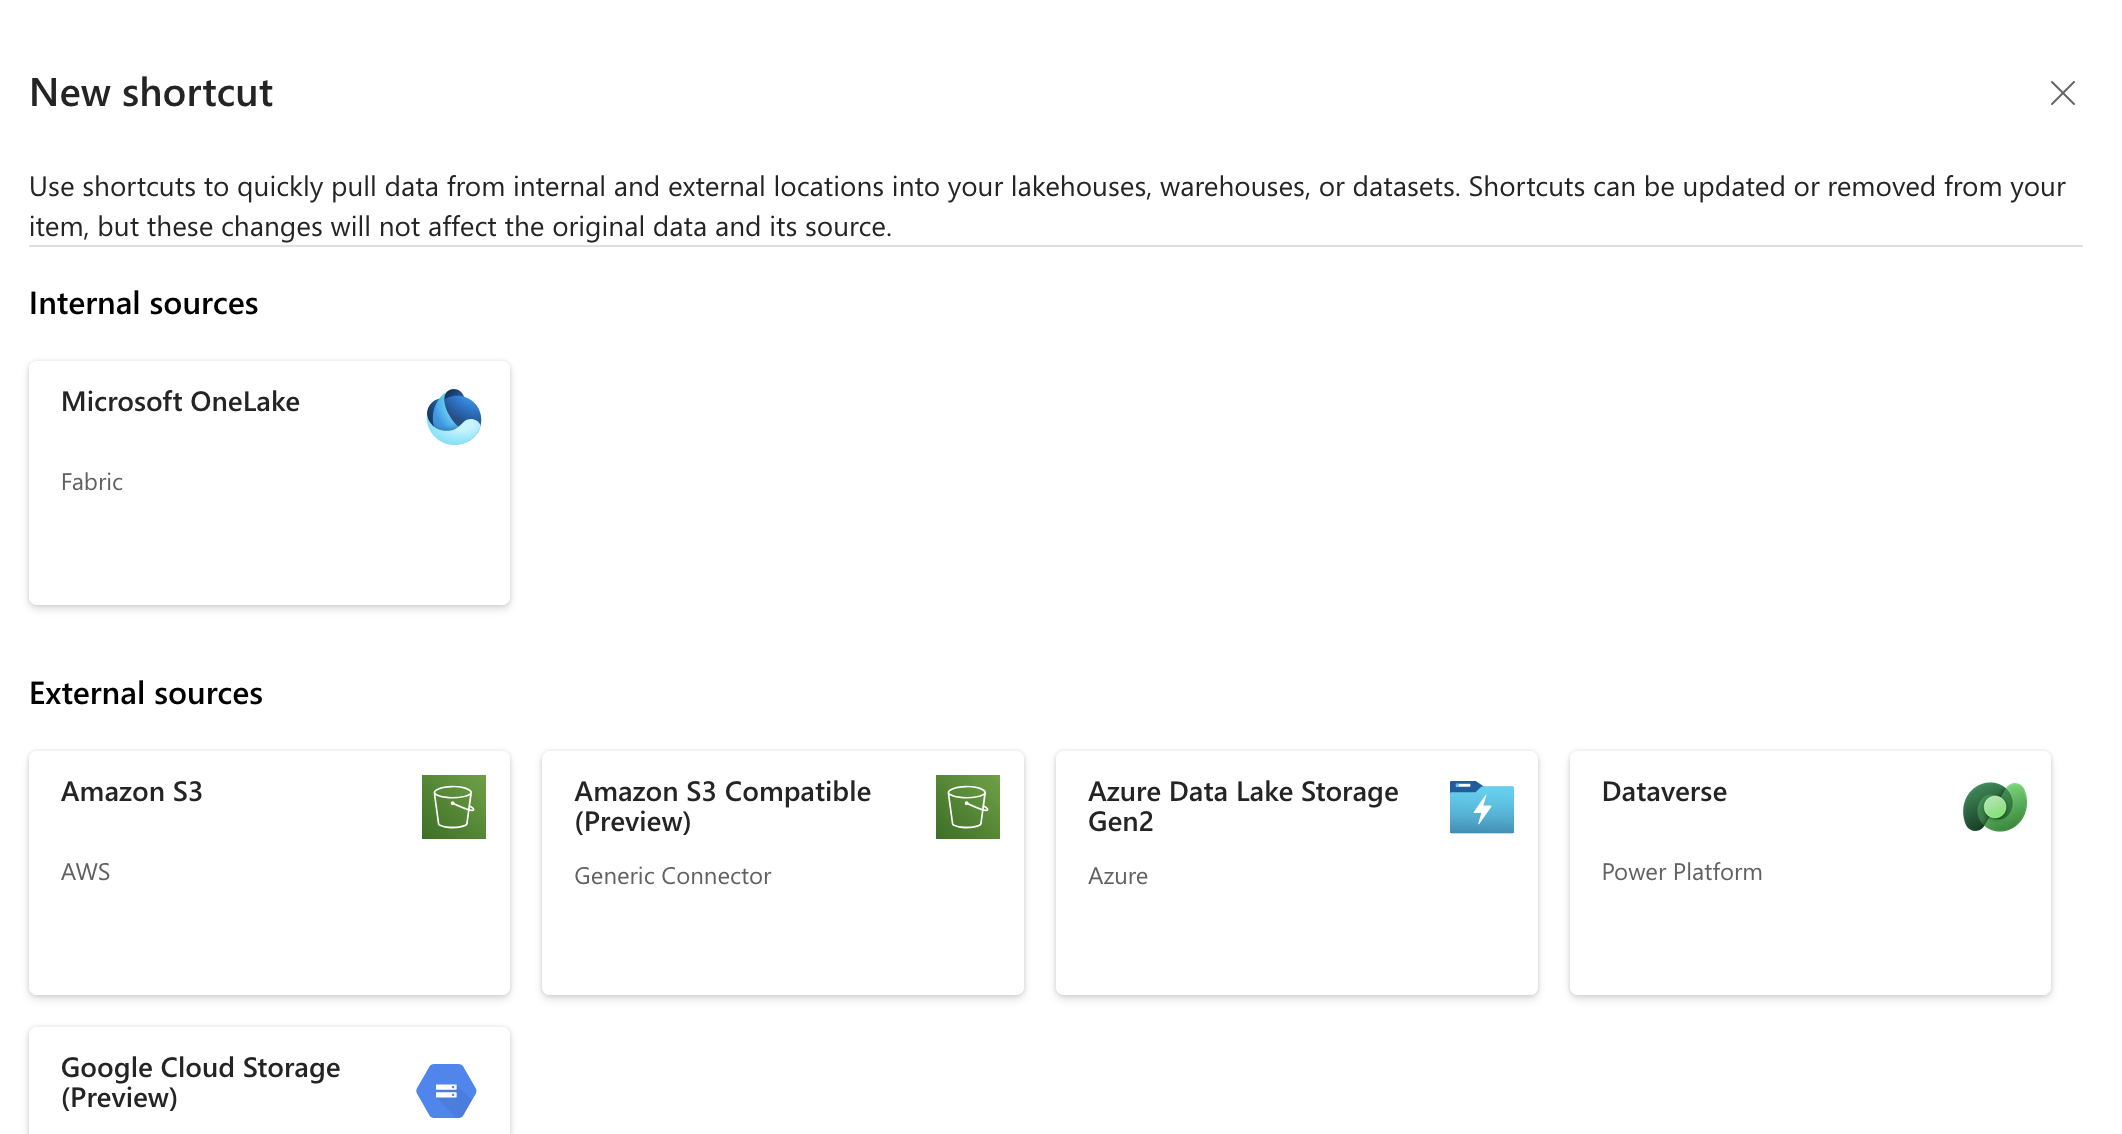 New shortcut
Use shortcuts to quickly pull data from internal and external locations into your lakehouses, warehouses, or datasets. Shortcuts can be updated or removed from your
item, but these changes will not affect the original data and its source.
Internal sources
Microsoft OneLake
Fabric
External sources
Amazon S3
AWS
Amazon S3 Compatible
(Preview)
Generic Connector
Azure Data Lake Storage
Gen2
Azure
Dataverse
Power Platform
Google Cloud Storage
(Preview)